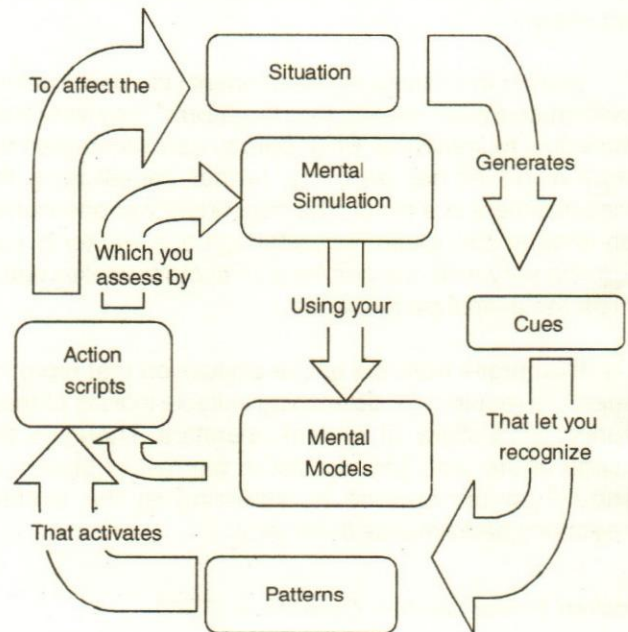 To affect the
Situation
Generates
Mental
Simulation
Which you
assess by
Using your
Cues
Action
scripts
Mental
Models
That let you
recognize
That activates
Patterns